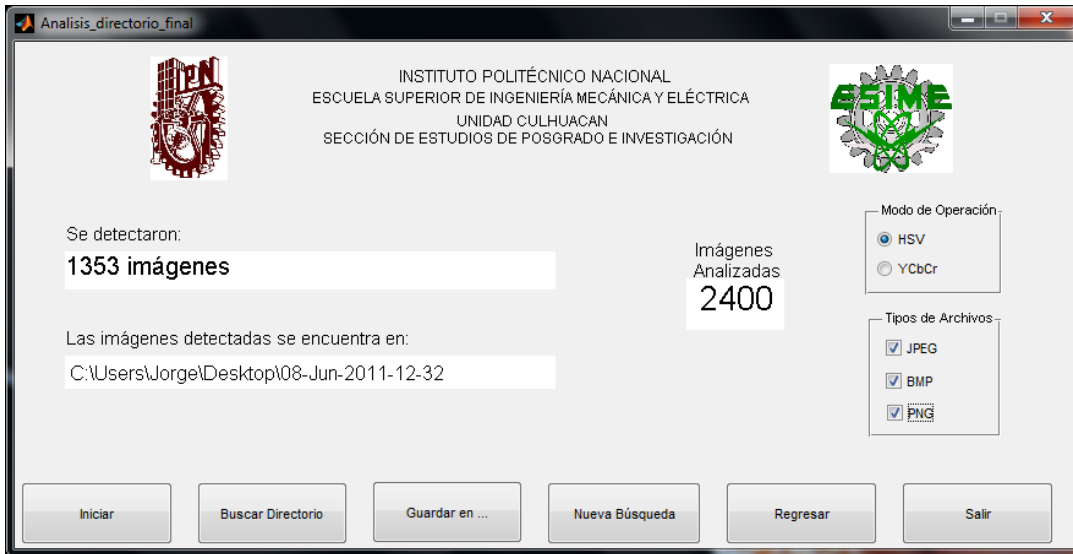 Analisis_directorio_final
IPN
INSTITUTO POLITÉCNICO NACIONAL
ESCUELA SUPERIOR DE INGENIERÍA MECÁNICA Y ELÉCTRICA
UNIDAD CULHUACAN
SECCIÓN DE ESTUDIOS DE POSGRADO E INVESTIGACIÓN
ESIME
Se detectaron:
1353 imágenes
Las imágenes detectadas se encuentra en:
C:\Users\Jorge\Desktop\08-Jun-2011-12-32
Imágenes
Analizadas
2400
Modo de Operación
HSV
YCbCr
Tipos de Archivos
JPEG
BMP
PNG
Iniciar
Buscar Directorio
Guardar en ...
Nueva Búsqueda
Regresar
Salir